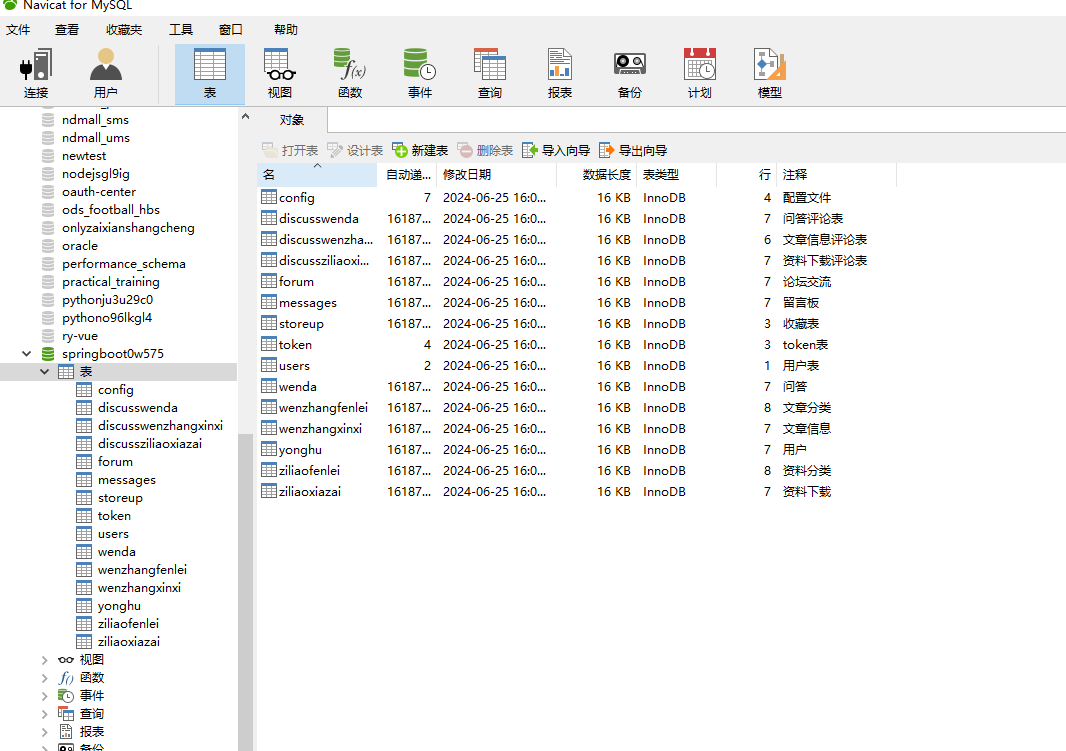 Navicat for MySQL
文件 查看 收藏夹 工具 窗口 帮助
连接 用户 表 视图 函数 事件 查询 报表 备份 计划 模型
ndmall_sms
ndmall_ums
newtest
nodejsgl9ig
oauth-center
ods_football_hbs
onlyzaixianshangcheng
oracle
performance_schema
practical_training
pythonju3u29c0
pythono96lkgl4
ry-vue
springboot0w575
表
config
discusswenda
discusswenzhangxinxi
discussziliaoxiazai
forum
messages
storeup
token
users
wenda
wenzhangfenlei
wenzhangxinxi
yonghu
ziliaofenlei
ziliaoxiazai
视图
函数
事件
查询
报表
备份
对象
打开表 设计表 新建表 删除表 导入向导 导出向导
名 自动递... 修改日期 数据长度 表类型 行 注释
config 7 2024-06-25 16:0... 16 KB InnoDB 4 配置文件
discusswenda 16187... 2024-06-25 16:0... 16 KB InnoDB 7 问答评论表
discusswenzha... 16187... 2024-06-25 16:0... 16 KB InnoDB 6 文章信息评论表
discussziliaoxi... 16187... 2024-06-25 16:0... 16 KB InnoDB 7 资料下载评论表
forum 16187... 2024-06-25 16:0... 16 KB InnoDB 7 论坛交流
messages 16187... 2024-06-25 16:0... 16 KB InnoDB 7 留言板
storeup 16187... 2024-06-25 16:0... 16 KB InnoDB 3 收藏表
token 4 2024-06-25 16:0... 16 KB InnoDB 3 token表
users 2 2024-06-25 16:0... 16 KB InnoDB 1 用户表
wenda 16187... 2024-06-25 16:0... 16 KB InnoDB 7 问答
wenzhangfenlei 16187... 2024-06-25 16:0... 16 KB InnoDB 8 文章分类
wenzhangxinxi 16187... 2024-06-25 16:0... 16 KB InnoDB 7 文章信息
yonghu 16187... 2024-06-25 16:0... 16 KB InnoDB 7 用户
ziliaofenlei 16187... 2024-06-25 16:0... 16 KB InnoDB 8 资料分类
ziliaoxiazai 16187... 2024-06-25 16:0... 16 KB InnoDB 7 资料下载